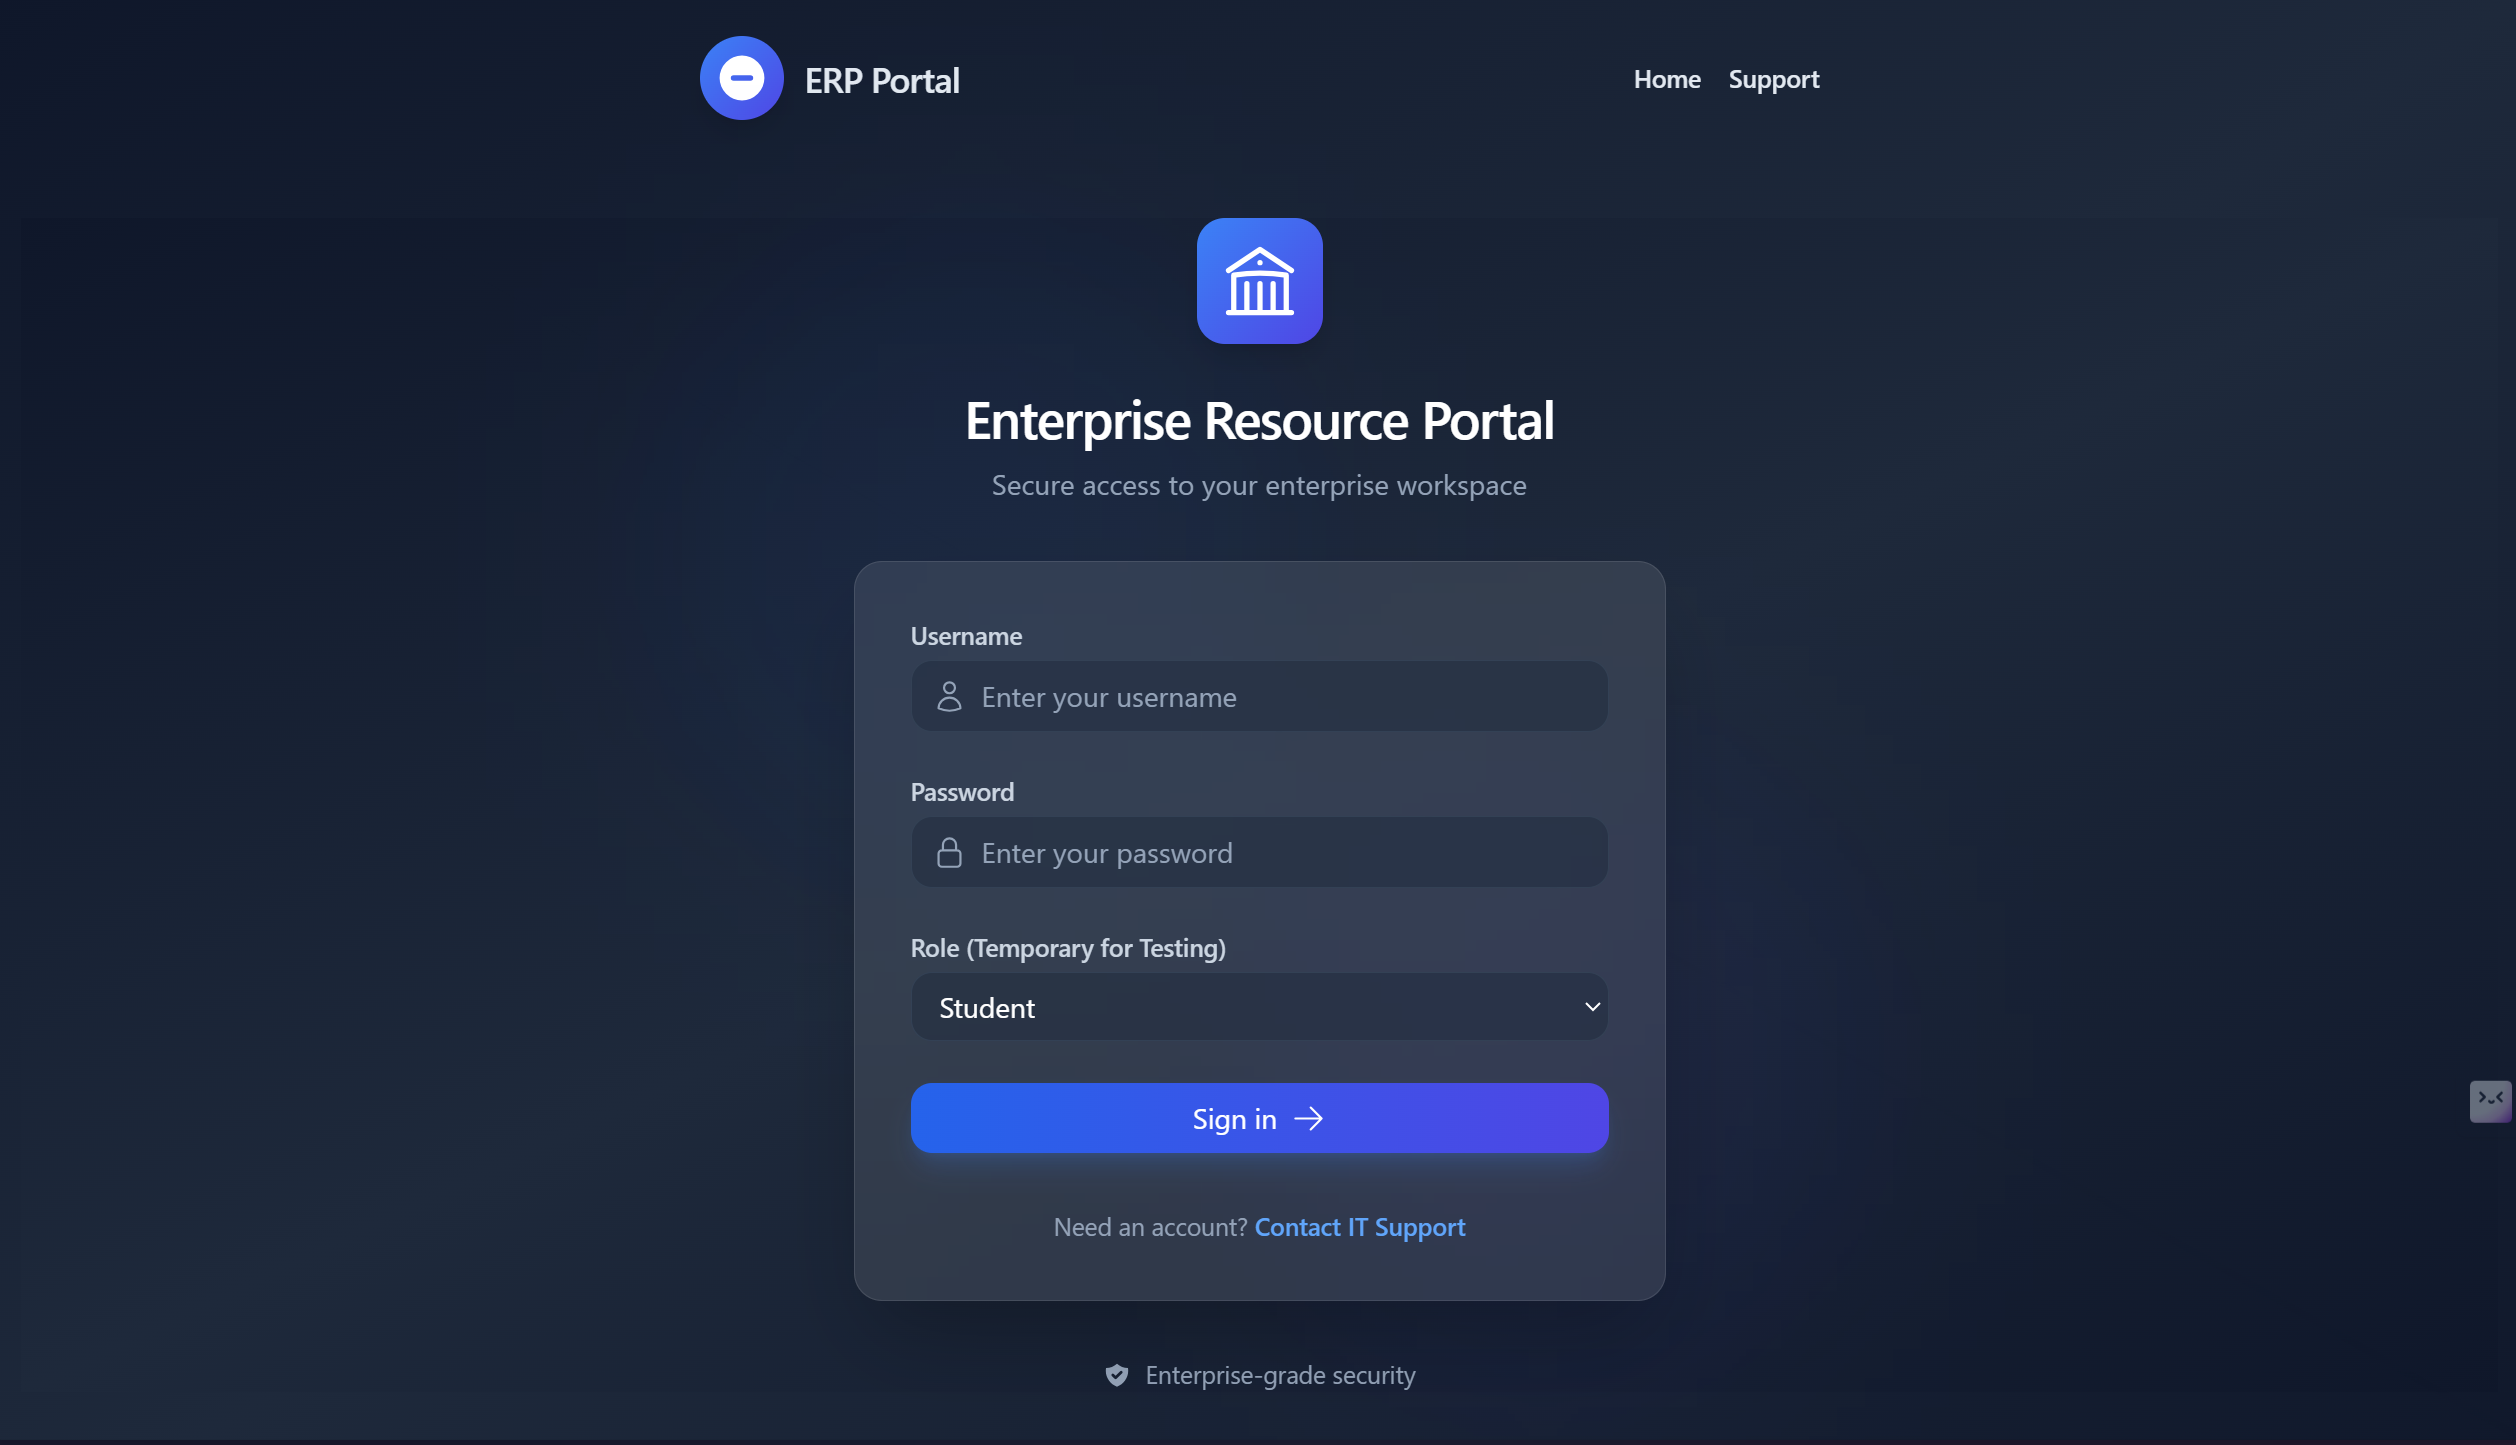 ERP Portal
Home Support
Enterprise Resource Portal
Secure access to your enterprise workspace
Username
Enter your username
Password
Enter your password
Role (Temporary for Testing)
Student
Sign in
Need an account? Contact IT Support
Enterprise-grade security